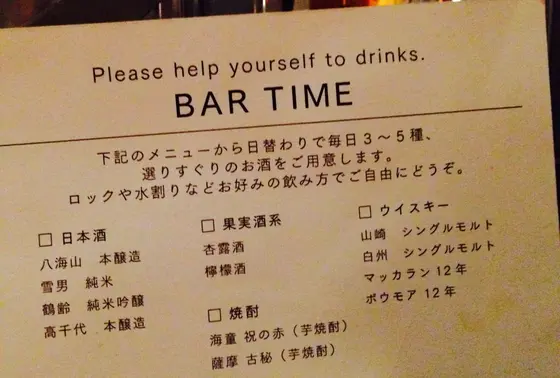 Please help yourself to drinks.
BAR TIME
下記のメニューから日替わりで毎日３～５種、
選りすぐりのお酒をご用意します。
ロックや水割りなどお好みの飲み方でご自由にどうぞ。
□ 日本酒
八海山　本醸造
雪男　純米
鶴齢　純米吟醸
高千代　本醸造
□ 果実酒系
杏露酒
檸檬酒
□ 焼酎
海童 祝の赤（芋焼酎）
薩摩 古秘（芋焼酎）
□ ウイスキー
山崎　シングルモルト
白州　シングルモルト
マッカラン 12年
ボウモア 12年